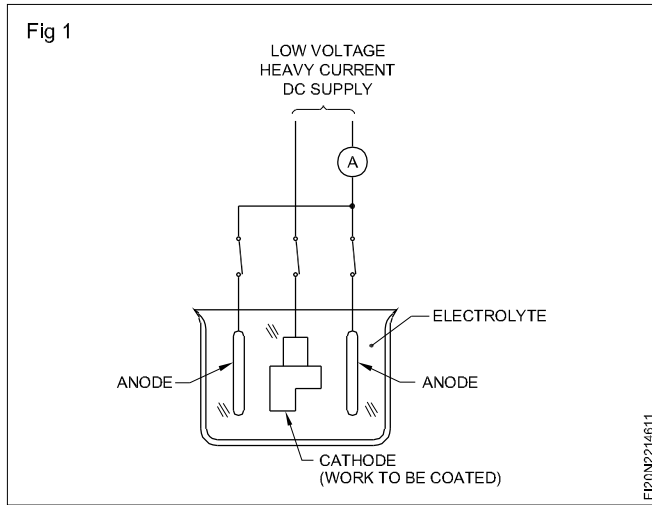 Fig 1
LOW VOLTAGE
HEAVY CURRENT
DC SUPPLY
A
ELECTROLYTE
ANODE
ANODE
CATHODE
(WORK TO BE COATED)
FI20N2214611